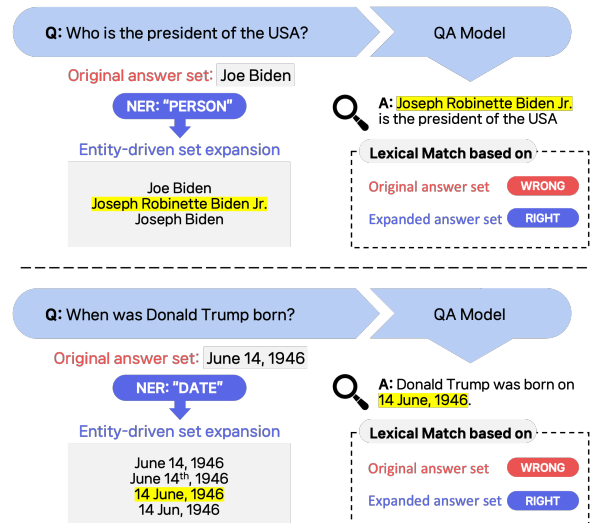 Q: Who is the president of the USA?
QA Model
Original answer set: Joe Biden
NER: “PERSON”
Entity-driven set expansion
Joe Biden
Joseph Robinette Biden Jr.
Joseph Biden
A: Joseph Robinette Biden Jr.
is the president of the USA
Lexical Match based on
Original answer set WRONG
Expanded answer set RIGHT
Q: When was Donald Trump born?
QA Model
Original answer set: June 14, 1946
NER: “DATE”
Entity-driven set expansion
June 14, 1946
June 14th, 1946
14 June, 1946
14 Jun, 1946
A: Donald Trump was born on
14 June, 1946.
Lexical Match based on
Original answer set WRONG
Expanded answer set RIGHT